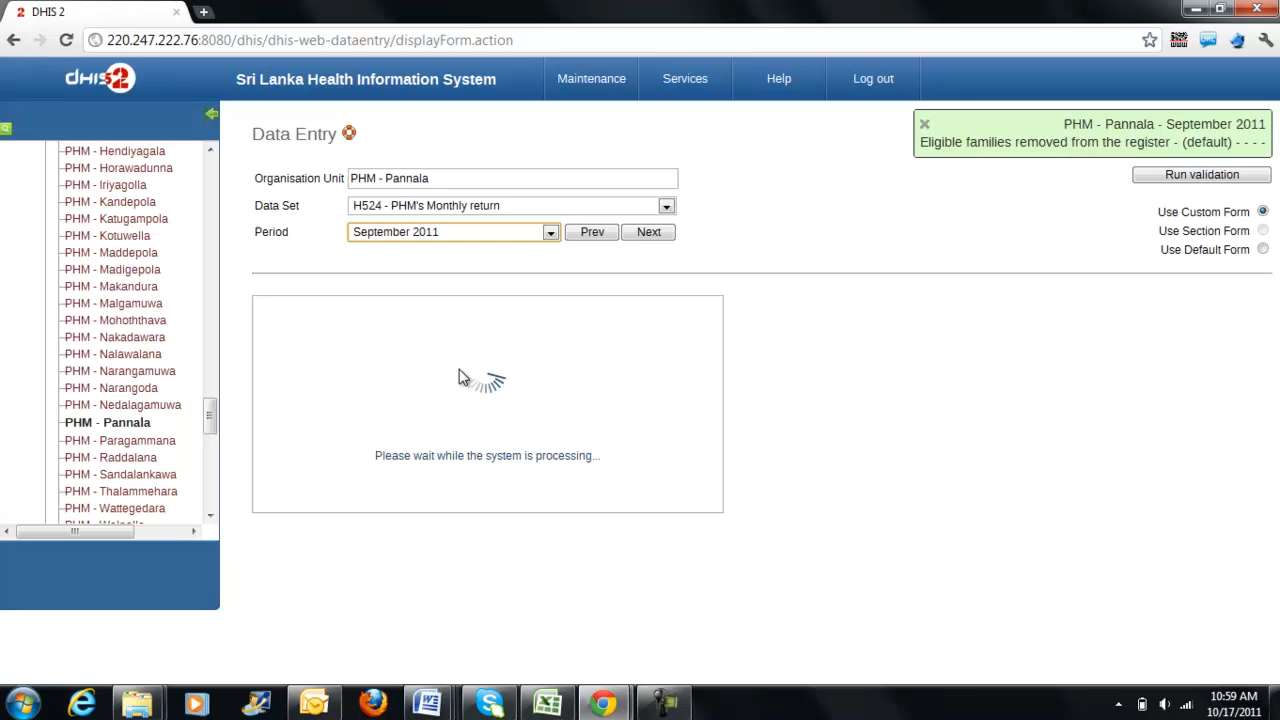 2 DHIS 2
220.247.222.76:8080/dhis/dhis-web-dataentry/displayForm.action
dhis2
Sri Lanka Health Information System
Maintenance
Services
Help
Log out
PHM - Hendiyagala
PHM - Horawadunna
PHM - Iriyagolla
PHM - Kandepola
PHM - Katugampola
PHM - Kotuwella
PHM - Maddepola
PHM - Madigepola
PHM - Makandura
PHM - Malgamuwa
PHM - Mohoththava
PHM - Nakadawara
PHM - Nalawalana
PHM - Narangamuwa
PHM - Narangoda
PHM - Nedalagamuwa
PHM - Pannala
PHM - Paragammana
PHM - Raddalana
PHM - Sandalankawa
PHM - Thalammehara
PHM - Wattegedara
Data Entry
Organisation Unit PHM - Pannala
Data Set H524 - PHM's Monthly return
Period September 2011 Prev Next
PHM - Pannala - September 2011
Eligible families removed from the register - (default) - - - -
Run validation
Use Custom Form
Use Section Form
Use Default Form
Please wait while the system is processing...
10:59 AM
10/17/2011